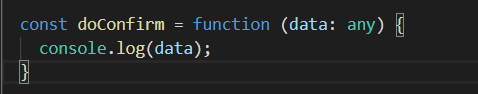 const doConfirm = function (data: any) {
  console.log(data);
}